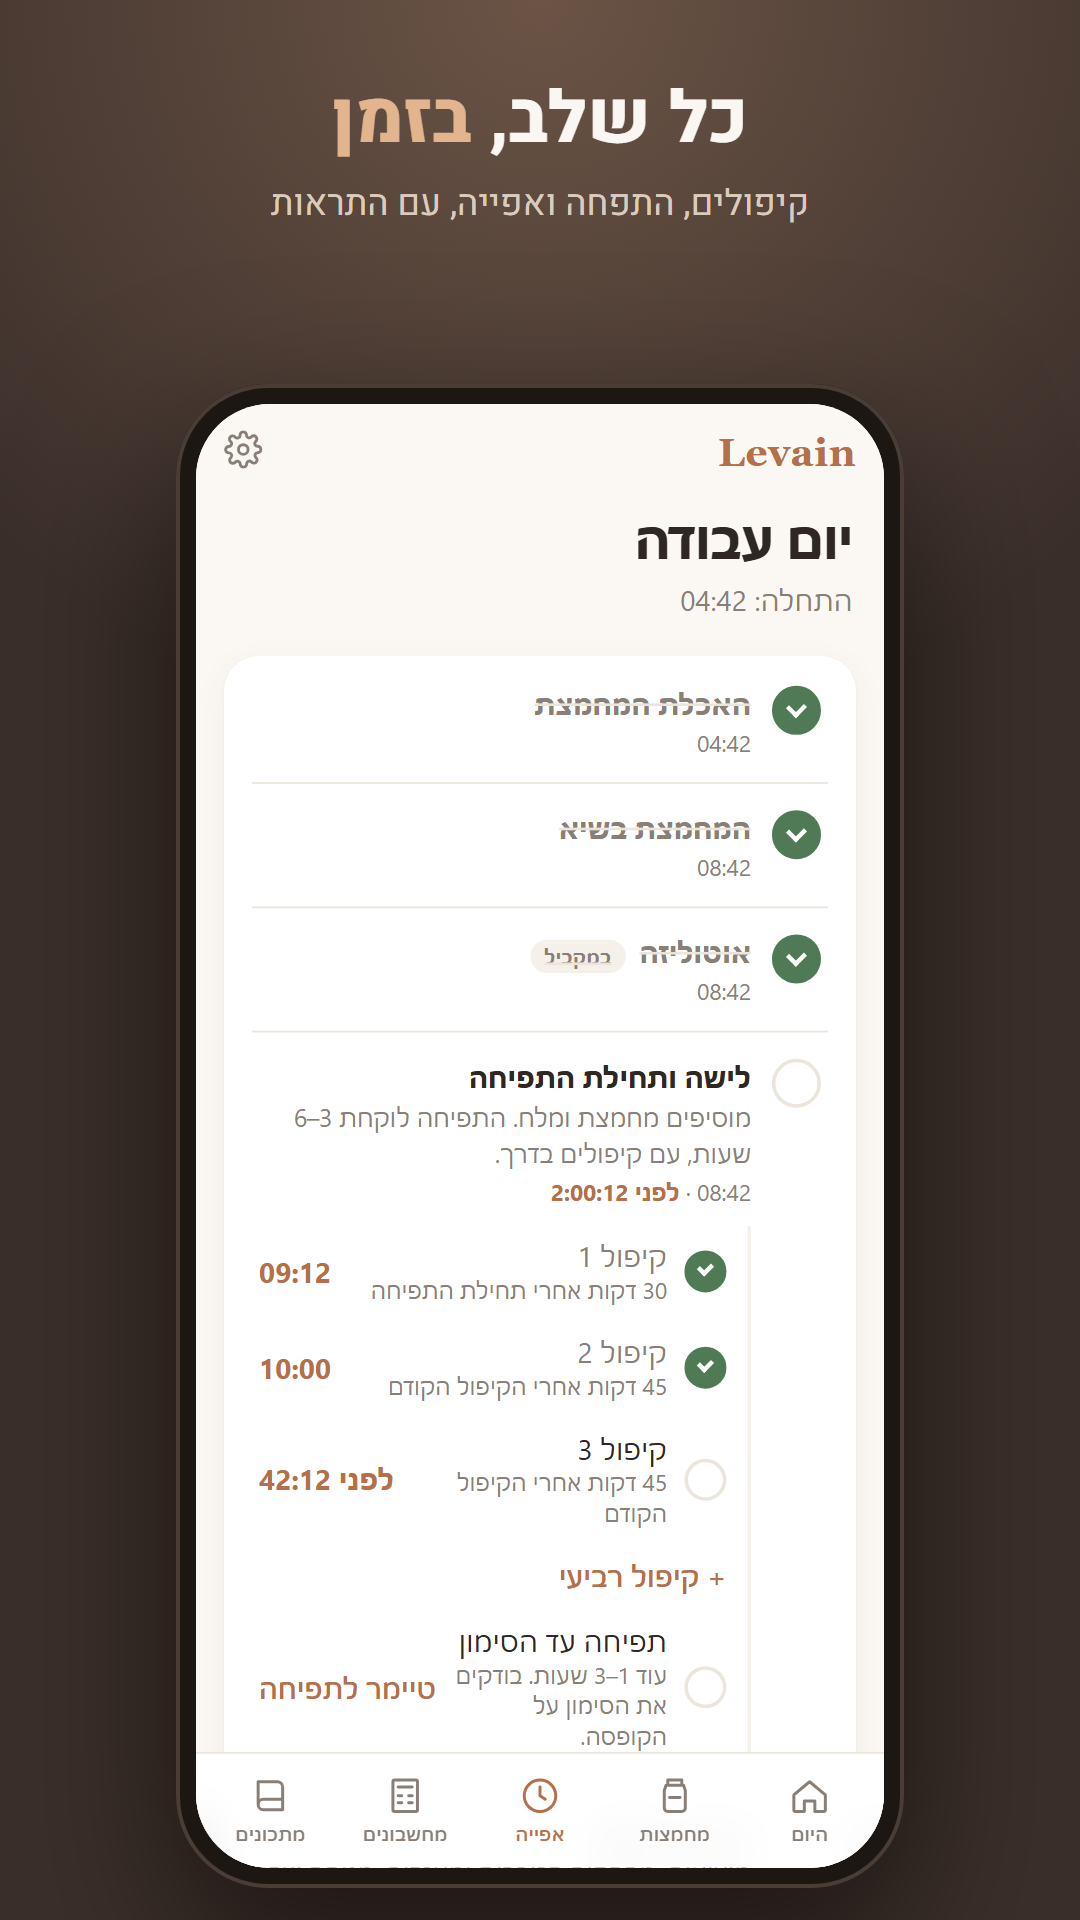 כל שלב, בזמן
קיפולים, התפחה ואפייה, עם התראות
Levain
יום עבודה
התחלה: 04:42
האכלת המחמצת
04:42
המחמצת בשיא
08:42
אוטוליזה במקביל
08:42
לישה ותחילת התפיחה
מוסיפים מחמצת ומלח. התפיחה לוקחת 3–6
שעות, עם קיפולים בדרך.
08:42 · לפני 2:00:12
קיפול 1
09:12
30 דקות אחרי תחילת התפיחה
קיפול 2
10:00
45 דקות אחרי הקיפול הקודם
קיפול 3
לפני 42:12
45 דקות אחרי הקיפול
הקודם
+ קיפול רביעי
תפיחה עד הסימון
עוד 1–3 שעות. בודקים
טיימר לתפיחה
את הסימון על
הקופסה.
היום
מחמצות
אפייה
מחשבונים
מתכונים